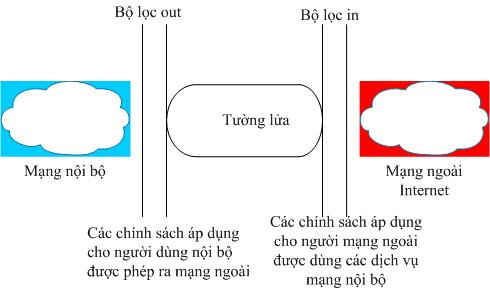 Bộ lọc out
Bộ lọc in
Tường lửa
Mạng nội bộ
Mạng ngoài
Internet
Các chính sách áp dụng
cho người dùng nội bộ
được phép ra mạng ngoài
Các chính sách áp dụng
cho người mạng ngoài
được dùng các dịch vụ
mạng nội bộ